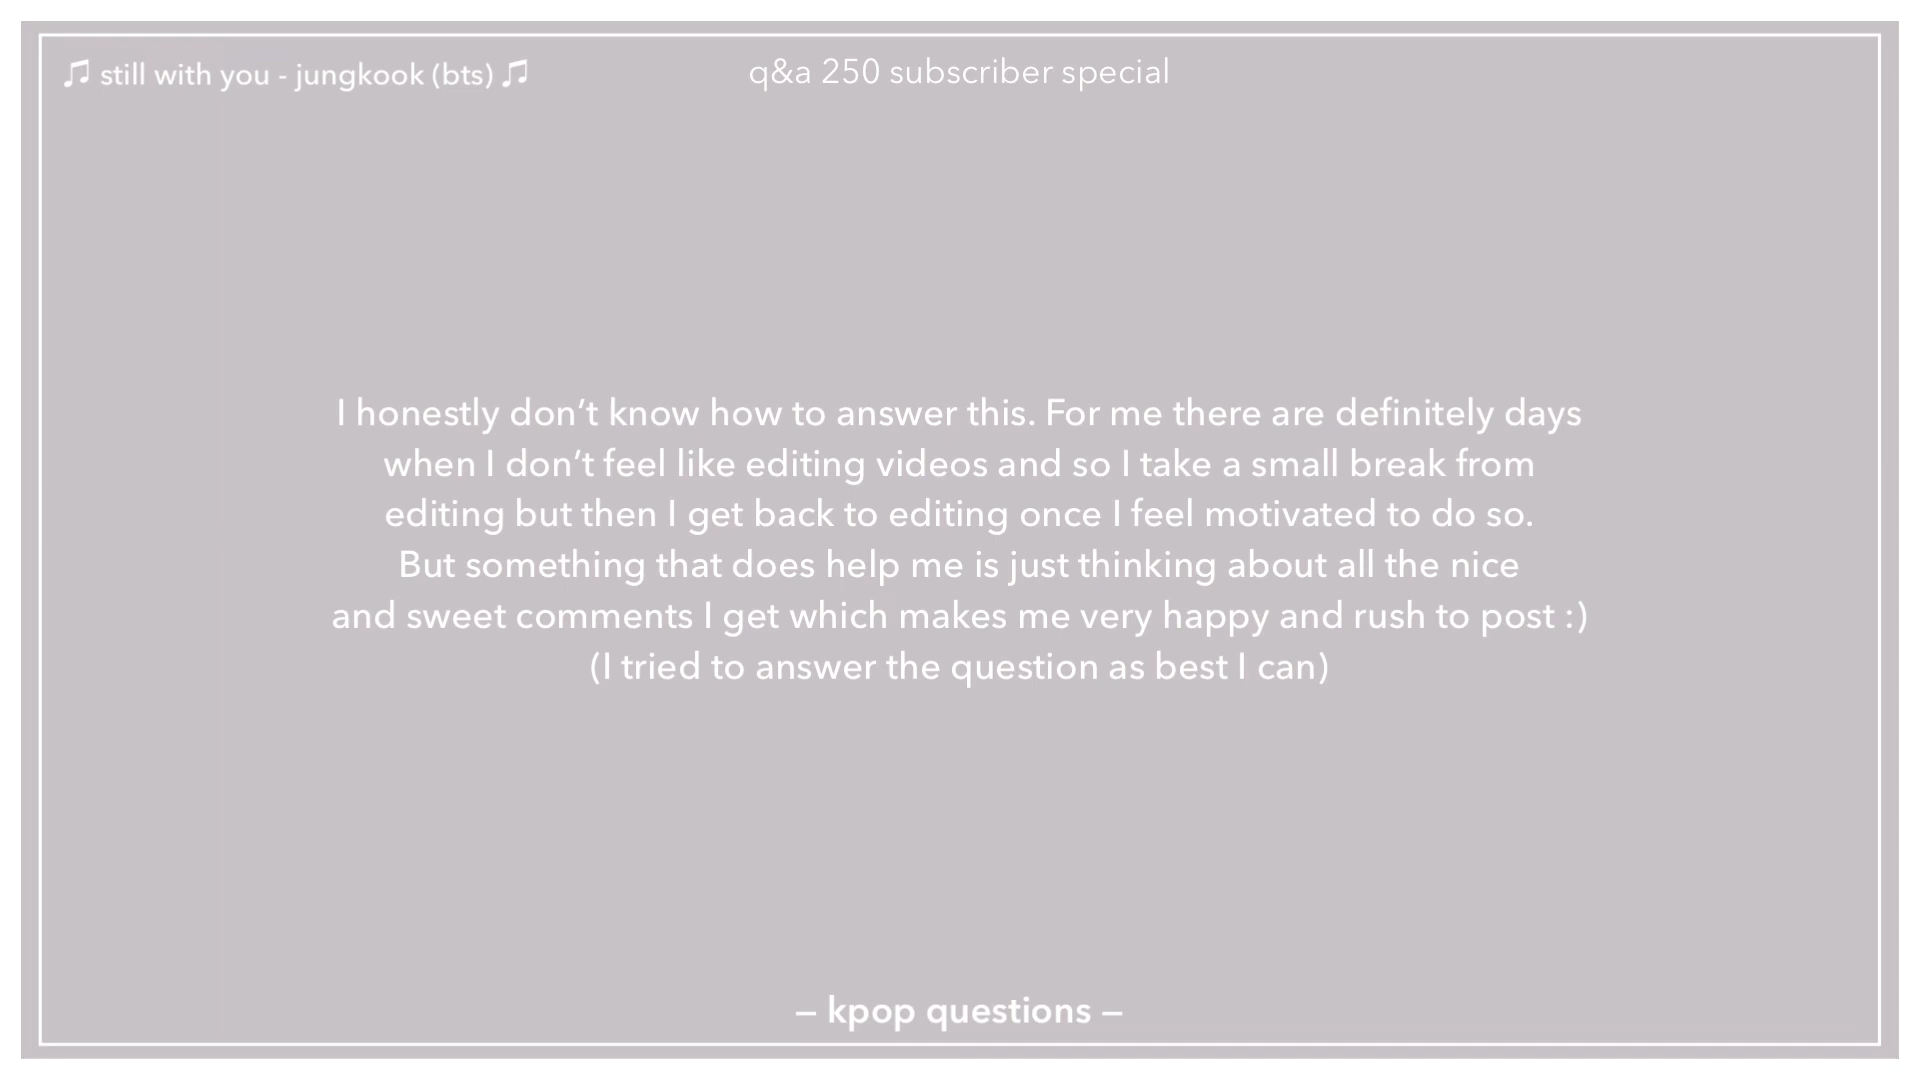 ♫ still with you - jungkook (bts) ♫
q&a 250 subscriber special
I honestly don’t know how to answer this. For me there are definitely days
when I don’t feel like editing videos and so I take a small break from
editing but then I get back to editing once I feel motivated to do so.
But something that does help me is just thinking about all the nice
and sweet comments I get which makes me very happy and rush to post :)
(I tried to answer the question as best I can)
– kpop questions –